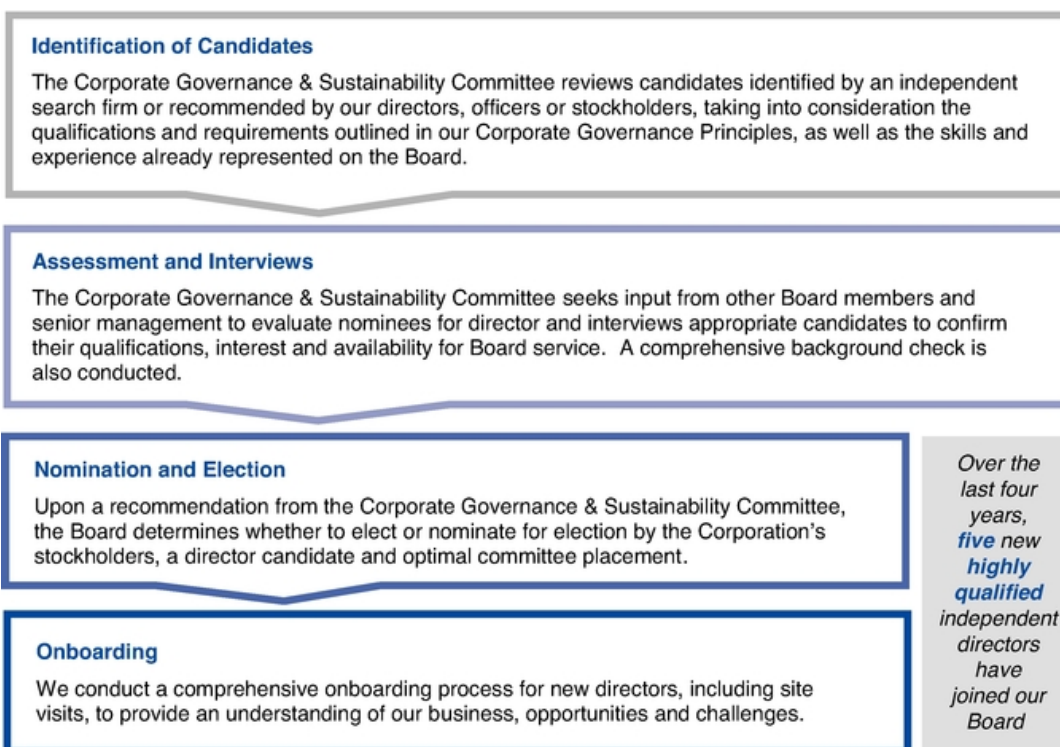 Identification of Candidates
The Corporate Governance & Sustainability Committee reviews candidates identified by an independent
search firm or recommended by our directors, officers or stockholders, taking into consideration the
qualifications and requirements outlined in our Corporate Governance Principles, as well as the skills and
experience already represented on the Board.
Assessment and Interviews
The Corporate Governance & Sustainability Committee seeks input from other Board members and
senior management to evaluate nominees for director and interviews appropriate candidates to confirm
their qualifications, interest and availability for Board service.  A comprehensive background check is
also conducted.
Nomination and Election
Upon a recommendation from the Corporate Governance & Sustainability Committee,
the Board determines whether to elect or nominate for election by the Corporation's
stockholders, a director candidate and optimal committee placement.
Onboarding
We conduct a comprehensive onboarding process for new directors, including site
visits, to provide an understanding of our business, opportunities and challenges.
Over the
last four
years,
five new
highly
qualified
independent
directors
have
joined our
Board